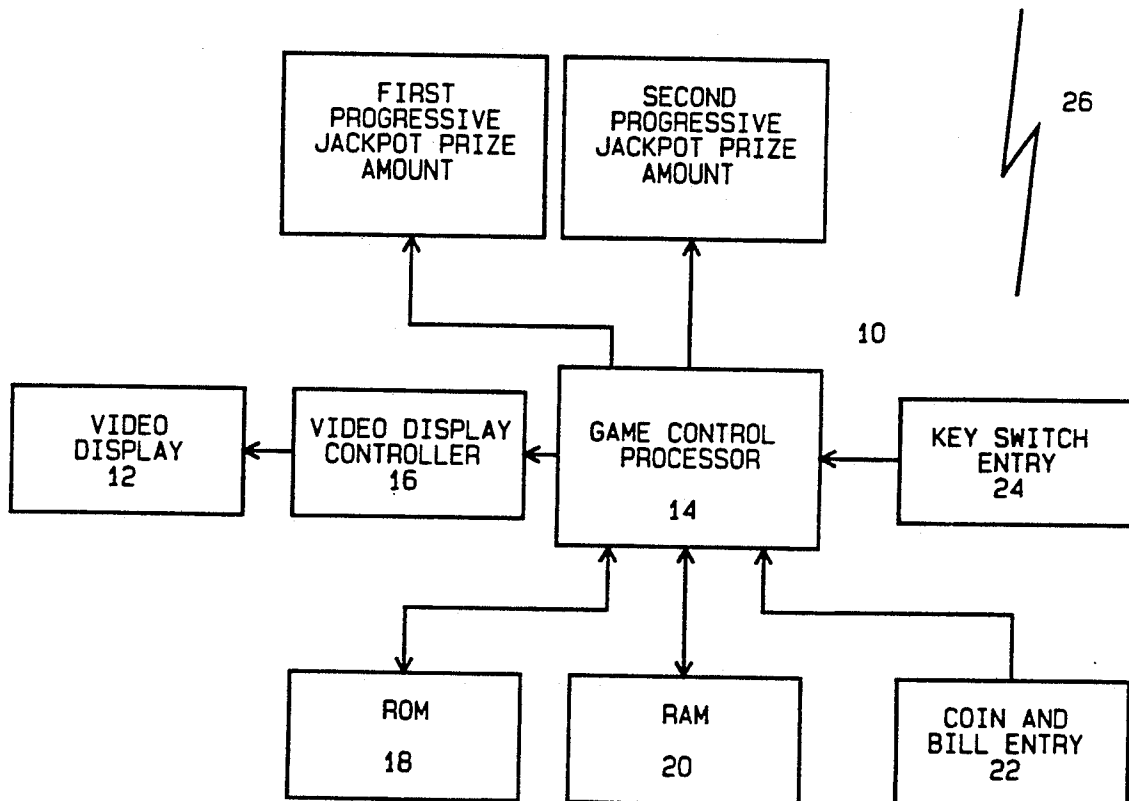 FIRST
PROGRESSIVE
JACKPOT PRIZE
AMOUNT
SECOND
PROGRESSIVE
JACKPOT PRIZE
AMOUNT
26
10
VIDEO
DISPLAY
12
VIDEO DISPLAY
CONTROLLER
16
GAME CONTROL
PROCESSOR
14
KEY SWITCH
ENTRY
24
ROM
18
RAM
20
COIN AND
BILL ENTRY
22